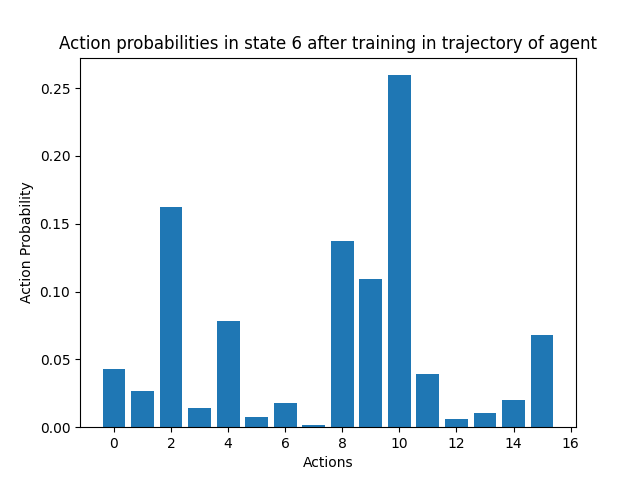 Action probabilities in state 6 after training in trajectory of agent
0.25
0.20
0.15
0.10
0.05
0.00
Action Probability
0 2 4 6 8 10 12 14 16
Actions